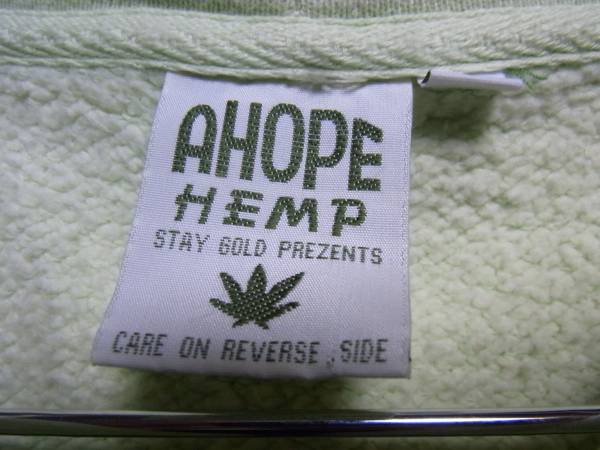 AHOPE
HEMP
STAY GOLD PREZENTS
CARE ON REVERSE SIDE